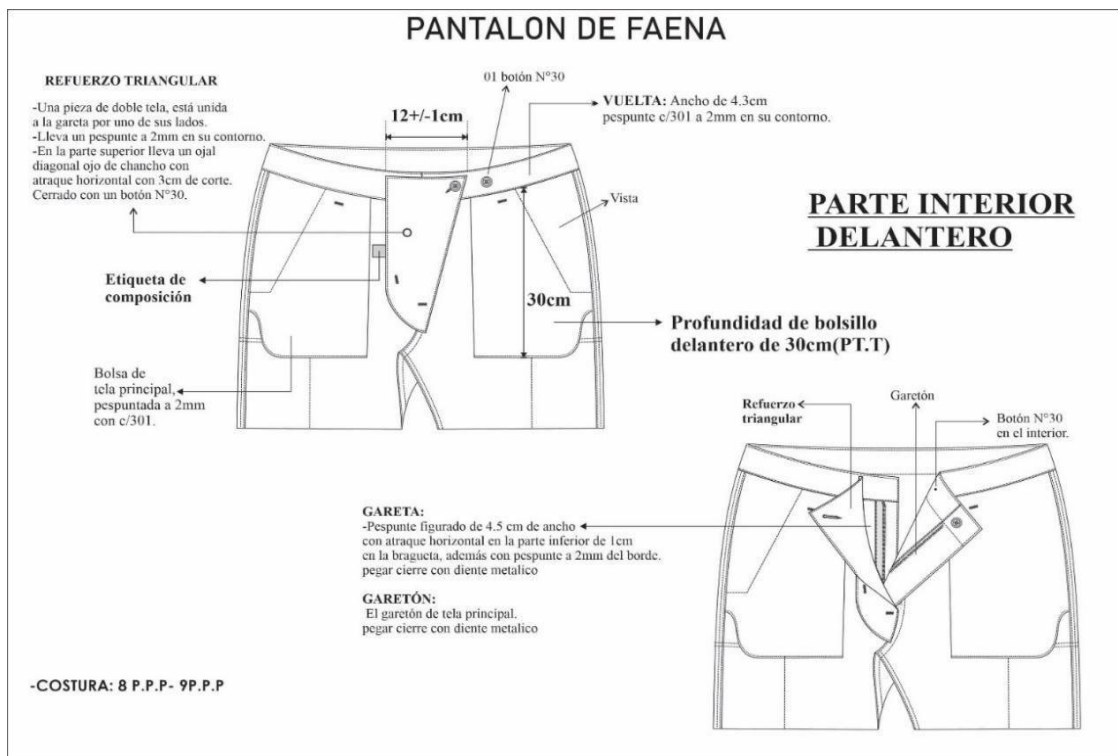 PANTALON DE FAENA
REFUERZO TRIANGULAR
-Una pieza de doble tela, está unida
a la gareta por uno de sus lados.
-Lleva un pespunte a 2mm en su contorno.
-En la parte superior lleva un ojal
diagonal ojo de chancho con
atraque horizontal con 3cm de corte.
Cerrado con un botón N°30.
01 botón N°30
12+/-1cm
VUELTA: Ancho de 4.3cm
pespunte c/301 a 2mm en su contorno.
Vista
PARTE INTERIOR
DELANTERO
Etiqueta de
composición
30cm
Profundidad de bolsillo
delantero de 30cm(PT.T)
Bolsa de
tela principal,
pespuntada a 2mm
con c/301.
Refuerzo
triangular
Garetón
Botón N°30
en el interior.
GARETA:
-Pespunte figurado de 4.5 cm de ancho
con atraque horizontal en la parte inferior de 1cm
en la bragueta, además con pespunte a 2mm del borde.
pegar cierre con diente metalico
GARETÓN:
El garetón de tela principal.
pegar cierre con diente metalico
-COSTURA: 8 P.P.P- 9P.P.P